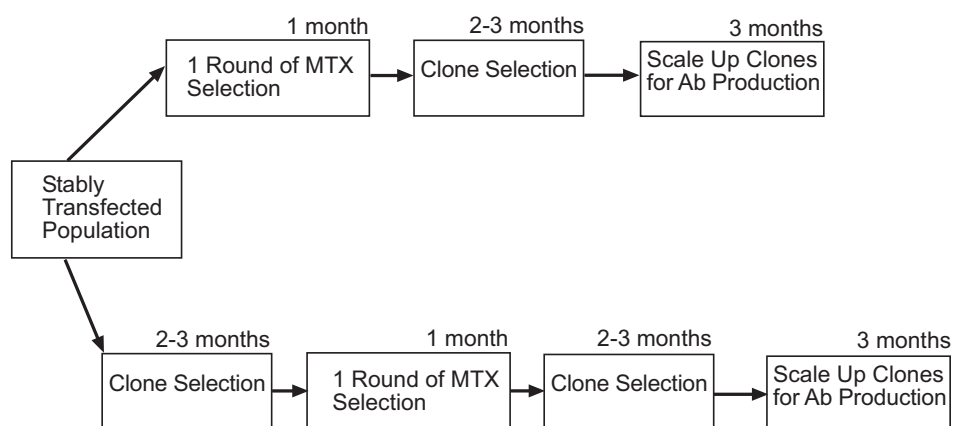 1 month
1 Round of MTX
Selection
2-3 months
Clone Selection
3 months
Scale Up Clones
for Ab Production
Stably
Transfected
Population
2-3 months
Clone Selection
1 month
1 Round of MTX
Selection
2-3 months
Clone Selection
3 months
Scale Up Clones
for Ab Production